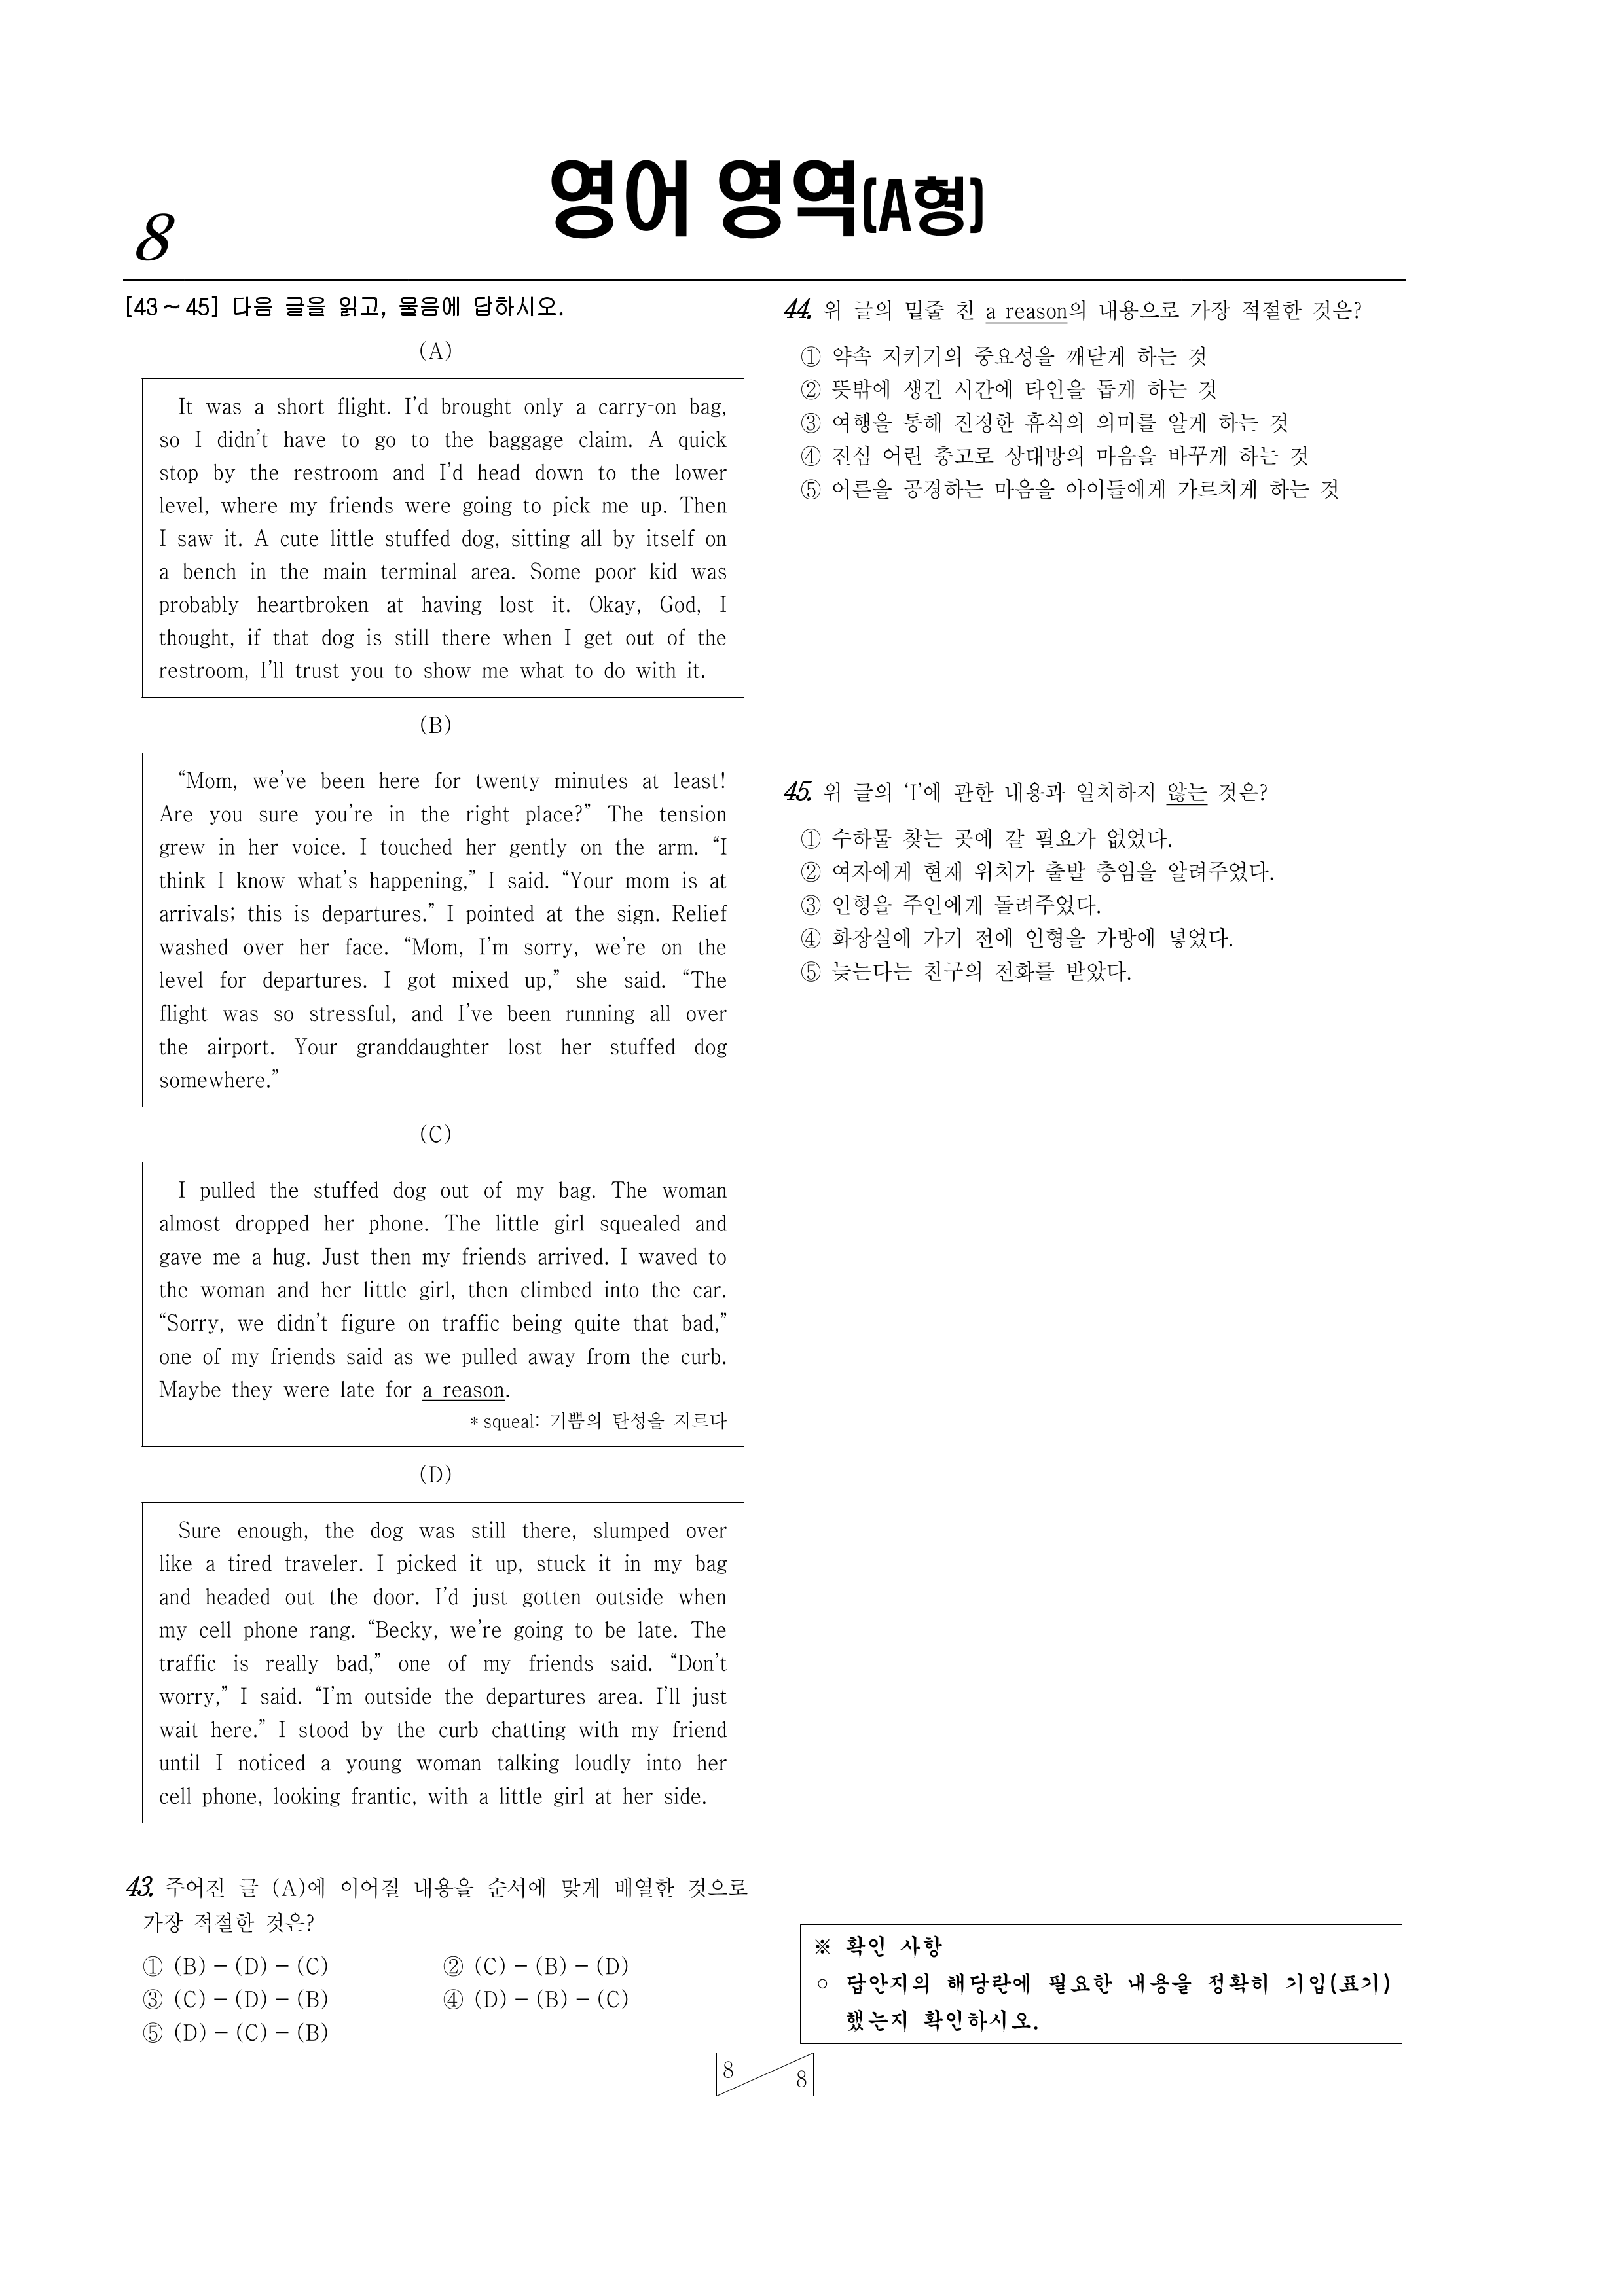 8
영어 영역(A형)
[43~45] 다음 글을 읽고, 물음에 답하시오.
(A)
It was a short flight. I’d brought only a carry-on bag,
so I didn’t have to go to the baggage claim. A quick
stop by the restroom and I’d head down to the lower
level, where my friends were going to pick me up. Then
I saw it. A cute little stuffed dog, sitting all by itself on
a bench in the main terminal area. Some poor kid was
probably heartbroken at having lost it. Okay, God, I
thought, if that dog is still there when I get out of the
restroom, I’ll trust you to show me what to do with it.
(B)
“Mom, we’ve been here for twenty minutes at least!
Are you sure you’re in the right place?” The tension
grew in her voice. I touched her gently on the arm. “I
think I know what’s happening,” I said. “Your mom is at
arrivals; this is departures.” I pointed at the sign. Relief
washed over her face. “Mom, I’m sorry, we’re on the
level for departures. I got mixed up,” she said. “The
flight was so stressful, and I’ve been running all over
the airport. Your granddaughter lost her stuffed dog
somewhere.”
(C)
I pulled the stuffed dog out of my bag. The woman
almost dropped her phone. The little girl squealed and
gave me a hug. Just then my friends arrived. I waved to
the woman and her little girl, then climbed into the car.
“Sorry, we didn’t figure on traffic being quite that bad,”
one of my friends said as we pulled away from the curb.
Maybe they were late for a reason.
* squeal: 기쁨의 탄성을 지르다
(D)
Sure enough, the dog was still there, slumped over
like a tired traveler. I picked it up, stuck it in my bag
and headed out the door. I’d just gotten outside when
my cell phone rang. “Becky, we’re going to be late. The
traffic is really bad,” one of my friends said. “Don’t
worry,” I said. “I’m outside the departures area. I’ll just
wait here.” I stood by the curb chatting with my friend
until I noticed a young woman talking loudly into her
cell phone, looking frantic, with a little girl at her side.
43. 주어진 글 (A)에 이어질 내용을 순서에 맞게 배열한 것으로
가장 적절한 것은?
① (B) - (D) - (C) ② (C) - (B) - (D)
③ (C) - (D) - (B) ④ (D) - (B) - (C)
⑤ (D) - (C) - (B)
44. 위 글의 밑줄 친 a reason의 내용으로 가장 적절한 것은?
① 약속 지키기의 중요성을 깨닫게 하는 것
② 뜻밖에 생긴 시간에 타인을 돕게 하는 것
③ 여행을 통해 진정한 휴식의 의미를 알게 하는 것
④ 진심 어린 충고로 상대방의 마음을 바꾸게 하는 것
⑤ 어른을 공경하는 마음을 아이들에게 가르치게 하는 것
45. 위 글의 ‘I’에 관한 내용과 일치하지 않는 것은?
① 수하물 찾는 곳에 갈 필요가 없었다.
② 여자에게 현재 위치가 출발 층임을 알려주었다.
③ 인형을 주인에게 돌려주었다.
④ 화장실에 가기 전에 인형을 가방에 넣었다.
⑤ 늦는다는 친구의 전화를 받았다.
※ 확인 사항
○ 답안지의 해당란에 필요한 내용을 정확히 기입(표기)
했는지 확인하시오.
8
8